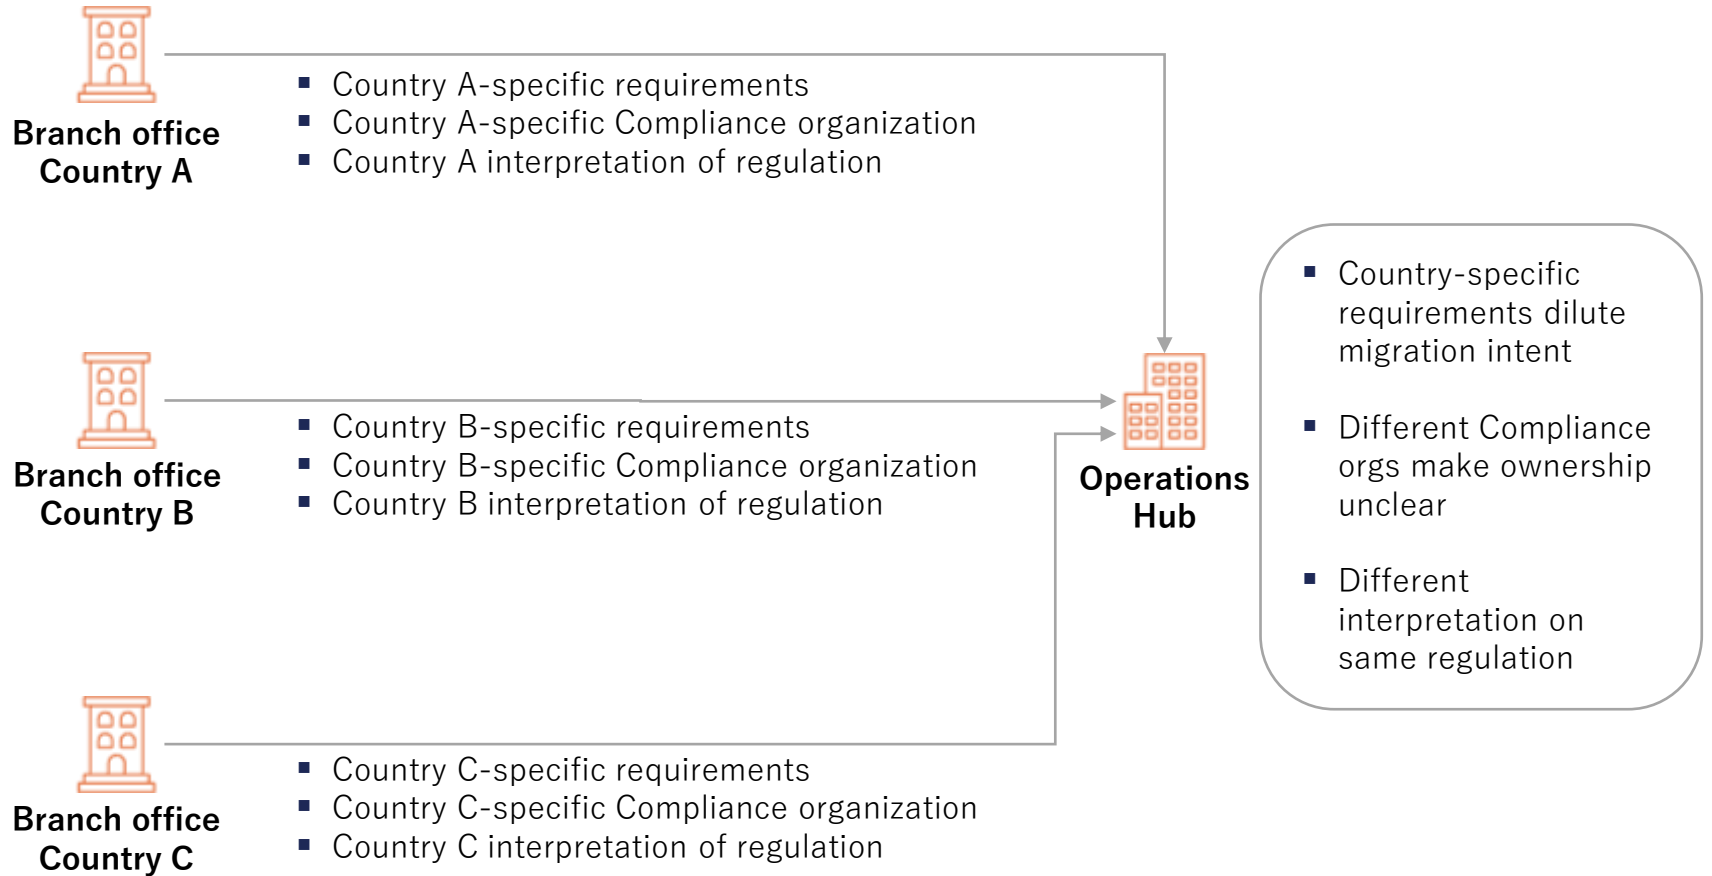 Branch office
Country A
▪ Country A-specific requirements
▪ Country A-specific Compliance organization
▪ Country A interpretation of regulation
Branch office
Country B
▪ Country B-specific requirements
▪ Country B-specific Compliance organization
▪ Country B interpretation of regulation
Branch office
Country C
▪ Country C-specific requirements
▪ Country C-specific Compliance organization
▪ Country C interpretation of regulation
Operations
Hub
▪ Country-specific
requirements dilute
migration intent
▪ Different Compliance
orgs make ownership
unclear
▪ Different
interpretation on
same regulation